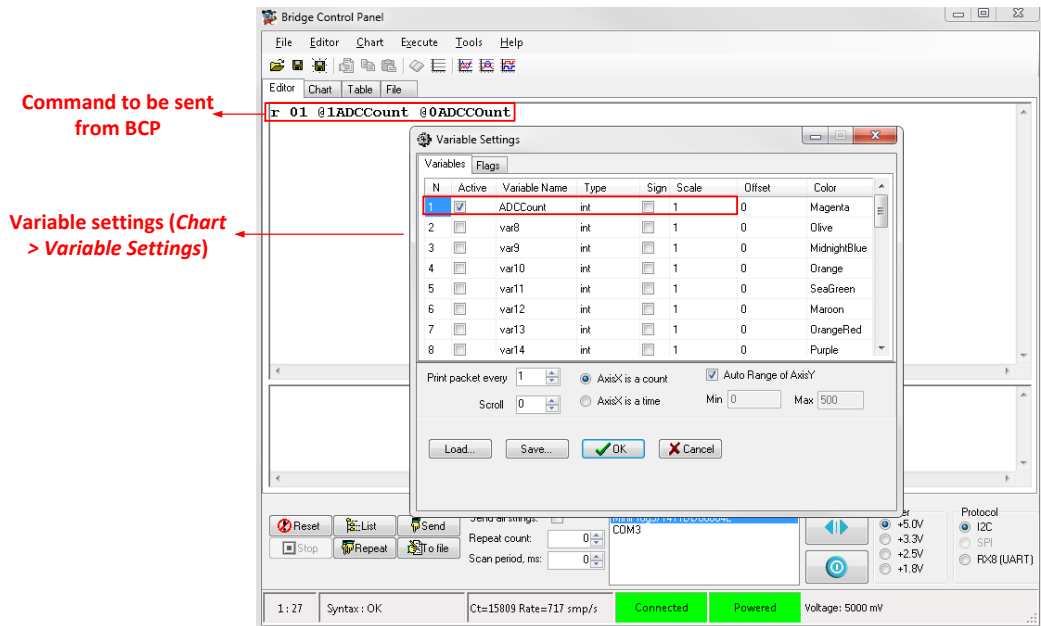 Bridge Control Panel
File Editor Chart Execute Tools Help
Editor Chart Table File
Command to be sent
from BCP
r 01 @1ADCCount @0ADCCOunt
Variable Settings
Variables Flags
N Active Variable Name Type Sign Scale Offset Color
1 ADCCount int 1 0 Magenta
2 var8 int 1 0 Olive
3 var9 int 1 0 MidnightBlue
4 var10 int 1 0 Orange
5 var11 int 1 0 SeaGreen
6 var12 int 1 0 Maroon
7 var13 int 1 0 OrangeRed
8 var14 int 1 0 Purple
Variable settings (Chart
> Variable Settings)
Print packet every 1 AxisX is a count Auto Range of AxisY
Scroll 0 AxisX is a time Min 0 Max 500
Load... Save... OK Cancel
Reset List Send Send all strings:
Stop Repeat To file Repeat count: 0
Scan period, ms: 0
COM3
+5.0V
+3.3V
+2.5V
+1.8V
Protocol
I2C
SPI
RX8 (UART)
1 : 27 Syntax : OK Ct=15809 Rate=717 smp/s Connected Powered Voltage: 5000 mV